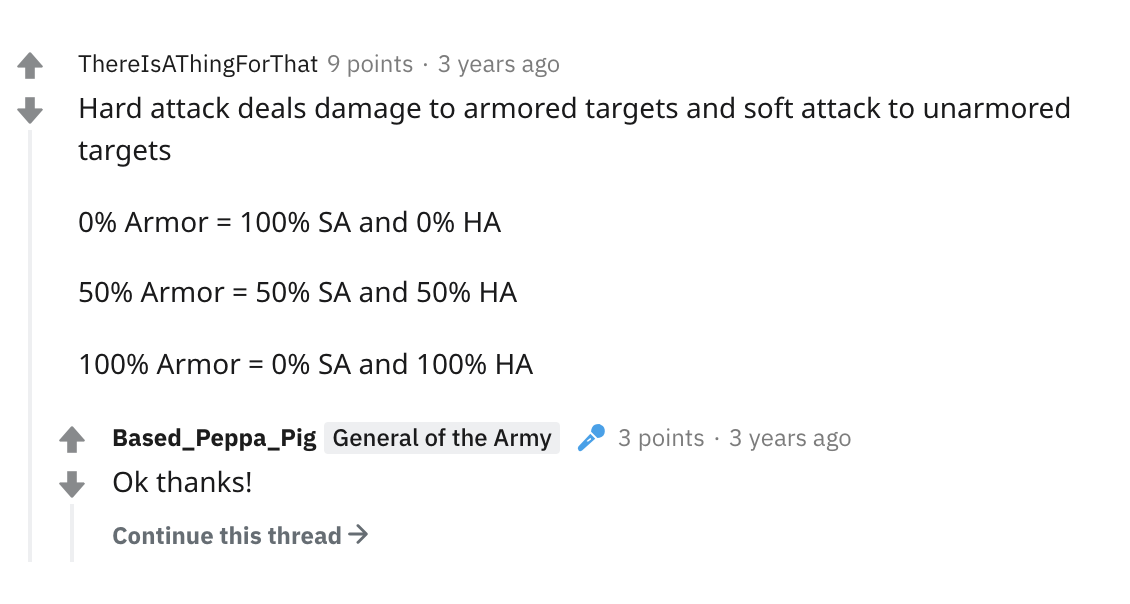 ThereIsAThingForThat 9 points · 3 years ago
Hard attack deals damage to armored targets and soft attack to unarmored
targets
0% Armor = 100% SA and 0% HA
50% Armor = 50% SA and 50% HA
100% Armor = 0% SA and 100% HA
Based_Peppa_Pig General of the Army 3 points · 3 years ago
Ok thanks!
Continue this thread →